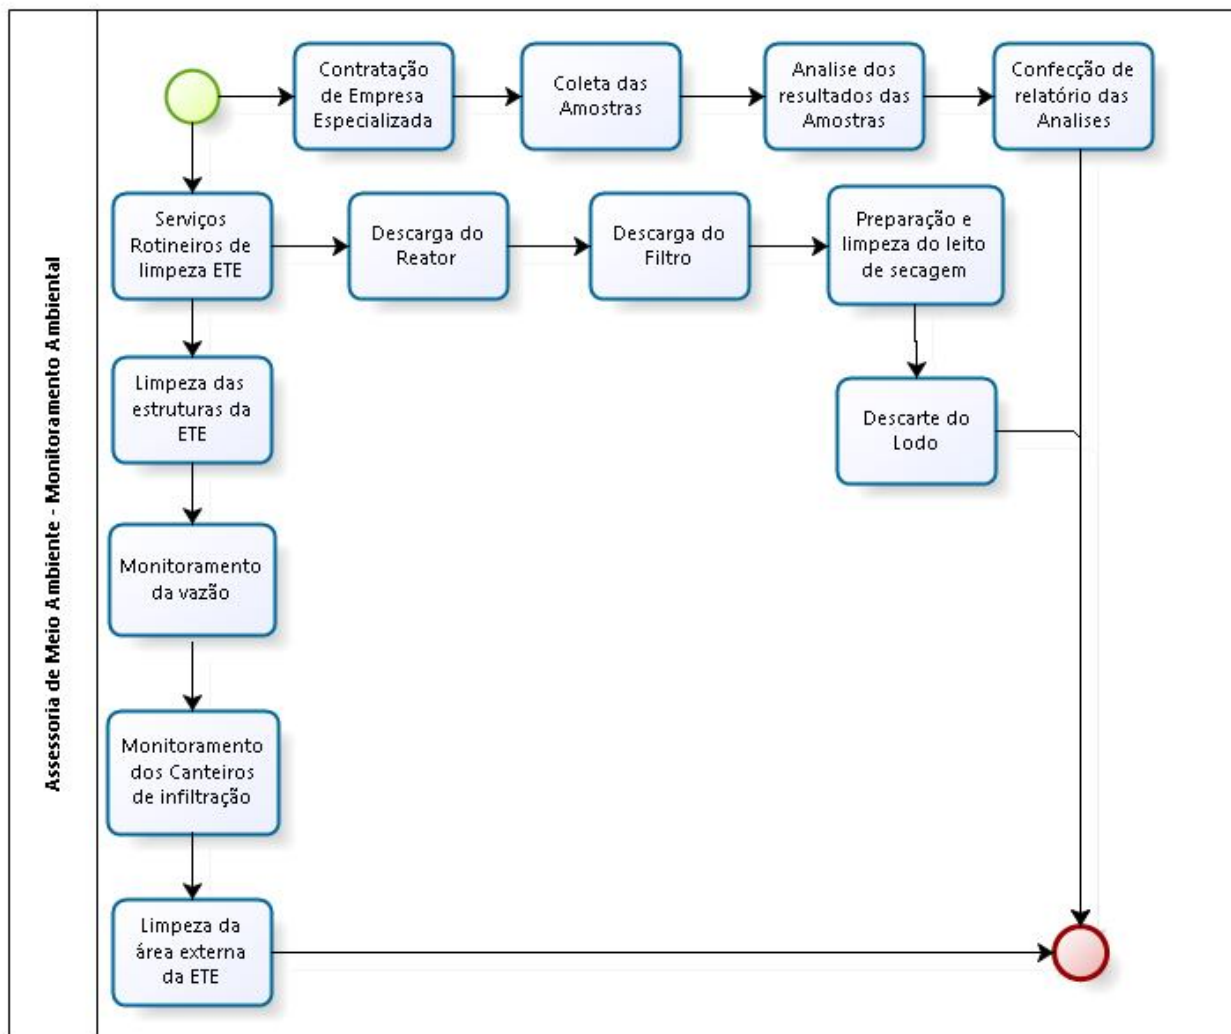 Assessoria de Meio Ambiente - Monitoramento Ambiental
Contratação
de Empresa
Especializada
Coleta das
Amostras
Analise dos
resultados das
Amostras
Confecção de
relatório das
Analises
Serviços
Rotineiros de
limpeza ETE
Descarga do
Reator
Descarga do
Filtro
Preparação e
limpeza do leito
de secagem
Limpeza das
estruturas da
ETE
Descarte do
Lodo
Monitoramento
da vazão
Monitoramento
dos Canteiros
de infiltração
Limpeza da
área externa
da ETE